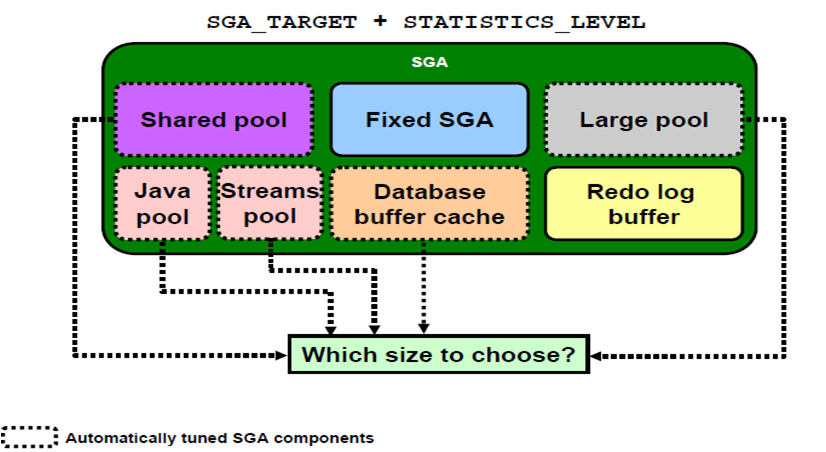 SGA_TARGET + STATISTICS_LEVEL
SGA
Shared pool
Fixed SGA
Large pool
Java
pool
Streams
pool
Database
buffer cache
Redo log
buffer
Which size to choose?
Automatically tuned SGA components